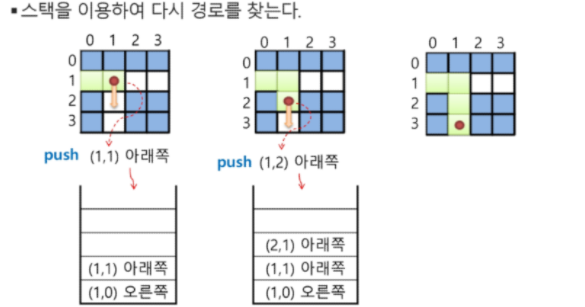 ▪스택을 이용하여 다시 경로를 찾는다.
0 1 2 3
0
1
2
3
push (1,1) 아래쪽
(1,1) 아래쪽
(1,0) 오른쪽
0 1 2 3
0
1
2
3
push (1,2) 아래쪽
(2,1) 아래쪽
(1,1) 아래쪽
(1,0) 오른쪽
0 1 2 3
0
1
2
3